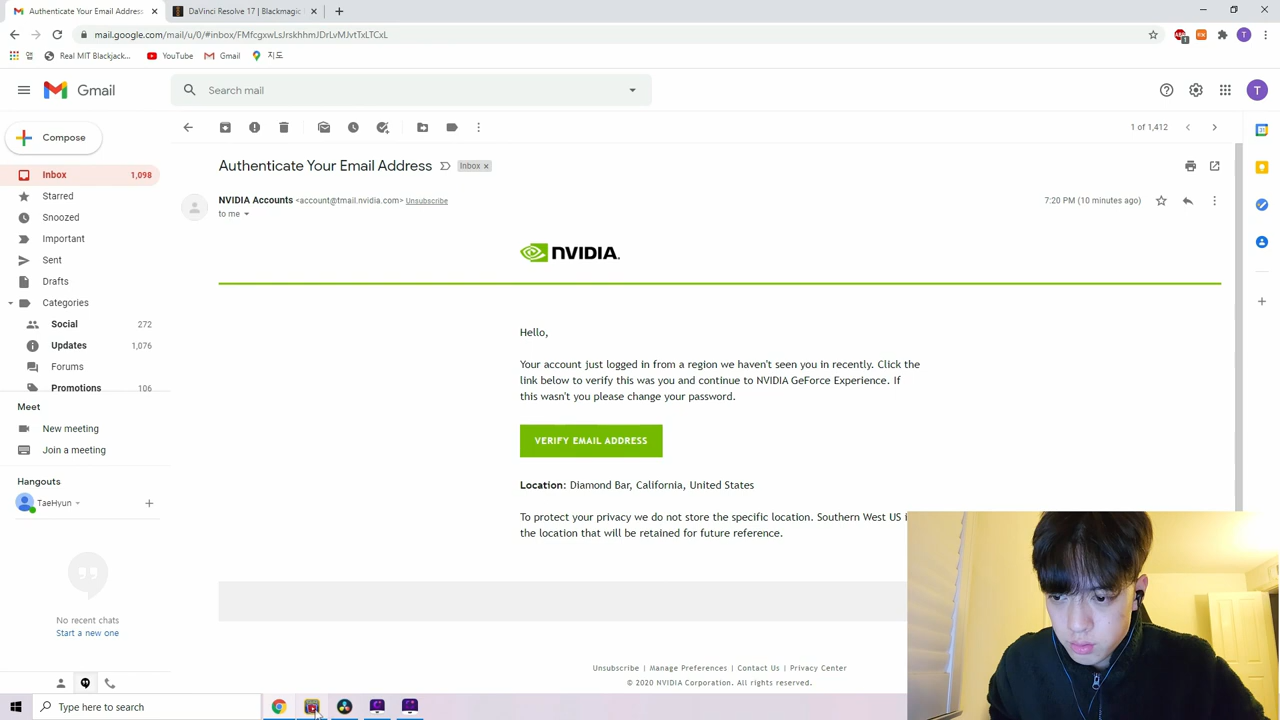 Authenticate Your Email Address
DaVinci Resolve 17 | Blackmagic
mail.google.com/mail/u/0/#inbox/FMfcgxwLsJrskhhmJDrLvMJvtTxLTCxL
1
T
앱
Real MIT Blackjack...
YouTube
Gmail
지도
Gmail
Search mail
T
Compose
1 of 1,412
Inbox 1,098
Starred
Snoozed
Important
Sent
Drafts
Categories
Social 272
Updates 1,076
Forums
Promotions 106
Meet
New meeting
Join a meeting
Hangouts
TaeHyun
No recent chats
Start a new one
Authenticate Your Email Address
Inbox x
NVIDIA Accounts <account@tmail.nvidia.com> Unsubscribe
7:20 PM (10 minutes ago)
to me
NVIDIA.
Hello,
Your account just logged in from a region we haven't seen you in recently. Click the
link below to verify this was you and continue to NVIDIA GeForce Experience. If
this wasn't you please change your password.
VERIFY EMAIL ADDRESS
Location: Diamond Bar, California, United States
To protect your privacy we do not store the specific location. Southern West US
the location that will be retained for future reference.
Unsubscribe | Manage Preferences | Contact Us | Privacy Center
© 2020 NVIDIA Corporation. All rights reserved.
Type here to search